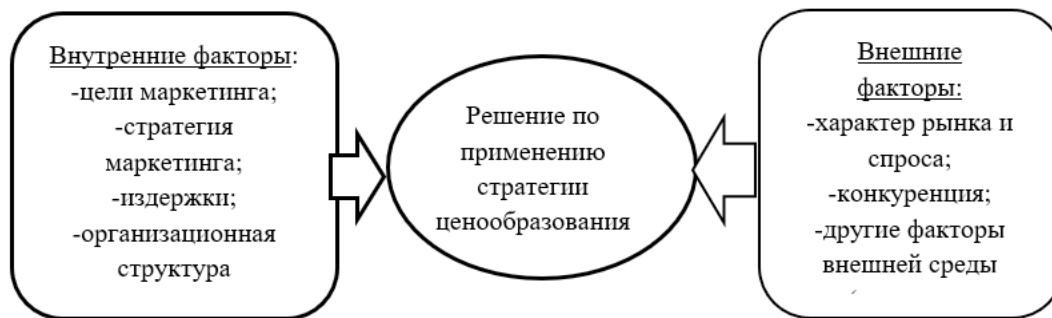 Внутренние факторы:
-цели маркетинга;
-стратегия
маркетинга;
-издержки;
-организационная
структура
Решение по
применению
стратегии
ценообразования
Внешние
факторы:
-характер рынка и
спроса;
-конкуренция;
-другие факторы
внешней среды